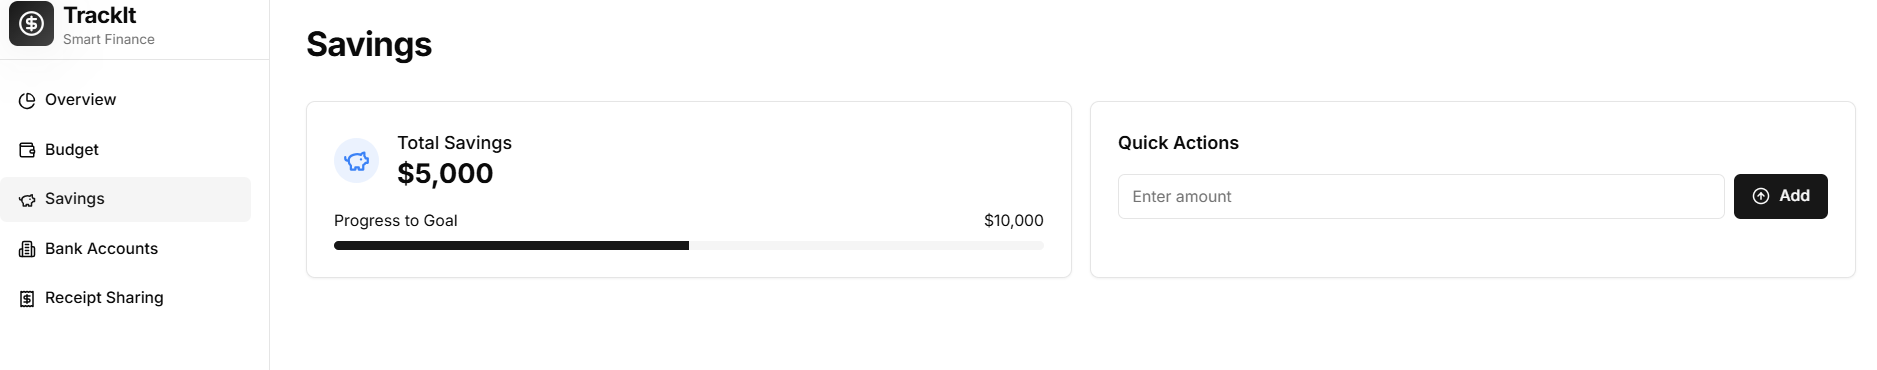 TrackIt
Smart Finance
Overview
Budget
Savings
Bank Accounts
Receipt Sharing
Savings
Total Savings
$5,000
Progress to Goal
$10,000
Quick Actions
Enter amount
Add